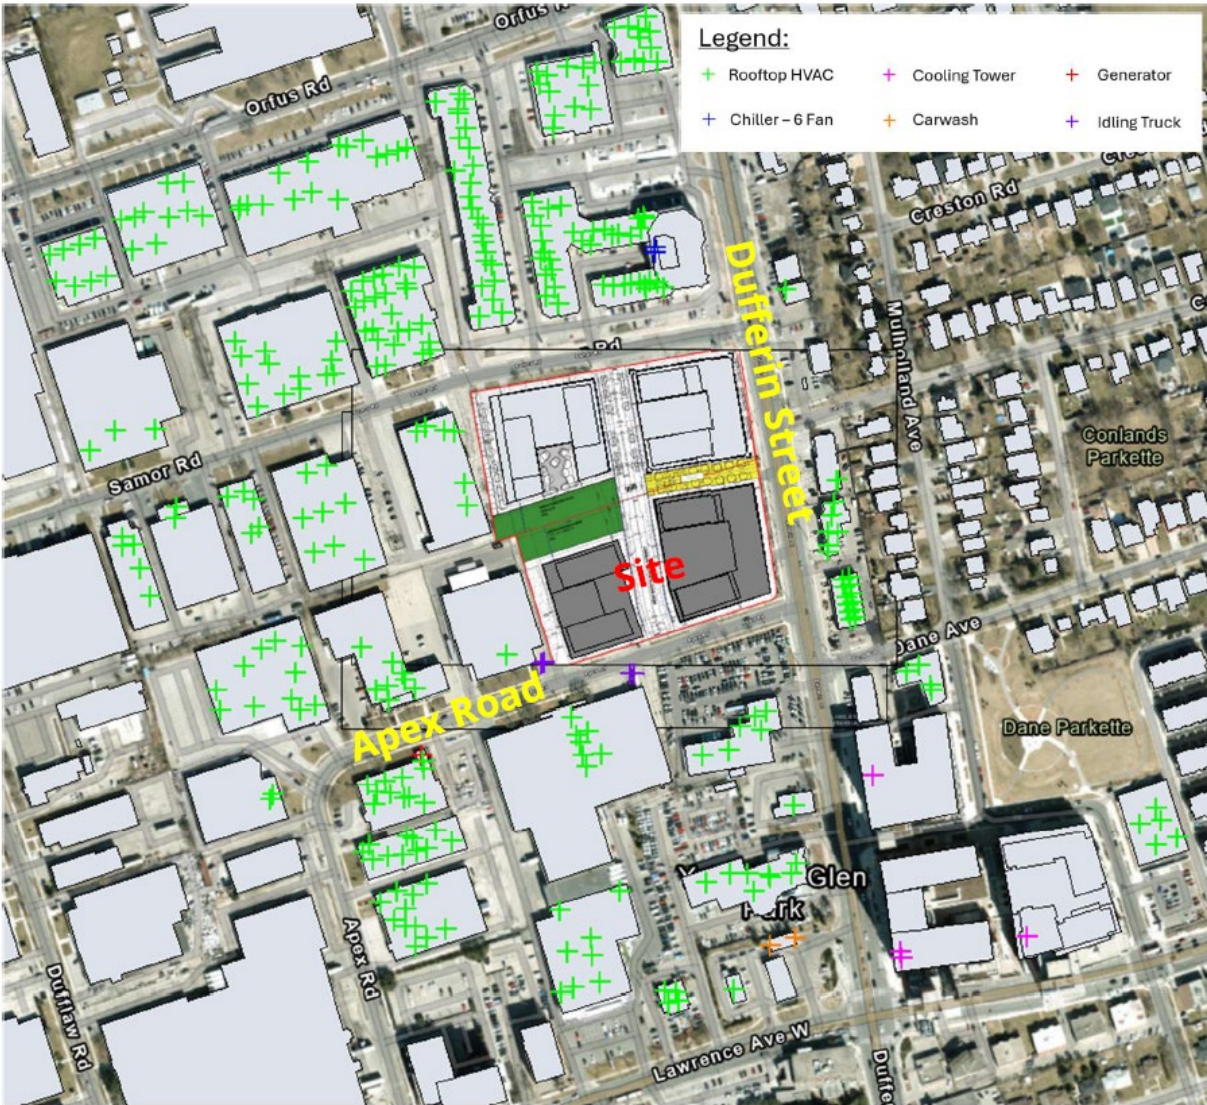 Orfus
Legend:
Rooftop HVAC
Cooling Tower
Generator
Chiller – 6 Fan
Carwash
Idling Truck
Orfus Rd
Creston Rd
Dufferin Street
Mulholland Ave
Rd
Conlands
Parkette
Samor Rd
Site
Dane Ave
Apex Road
Dane Parkette
Glen
Park
Apex Rd
Dufflaw Rd
Lawrence Ave W
Duffe